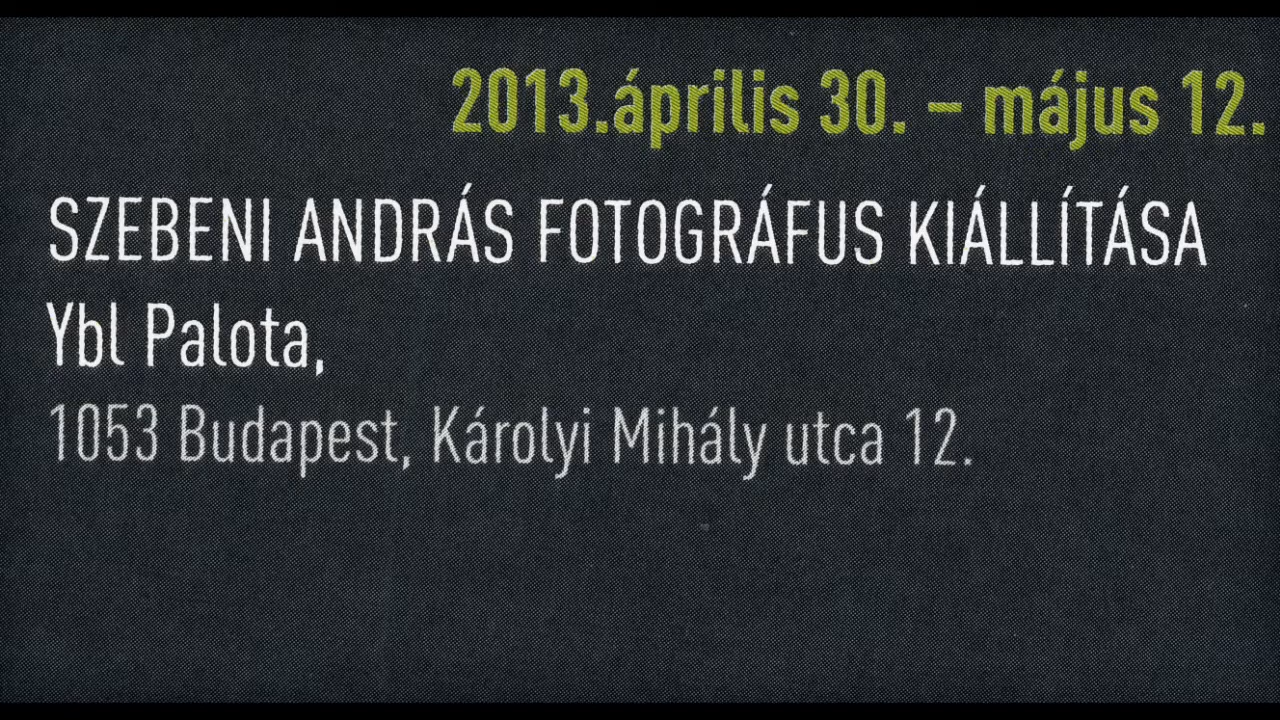 2013.április 30. – május 12.
SZEBENI ANDRÁS FOTOGRÁFUS KIÁLLÍTÁSA
Ybl Palota,
1053 Budapest, Károlyi Mihály utca 12.